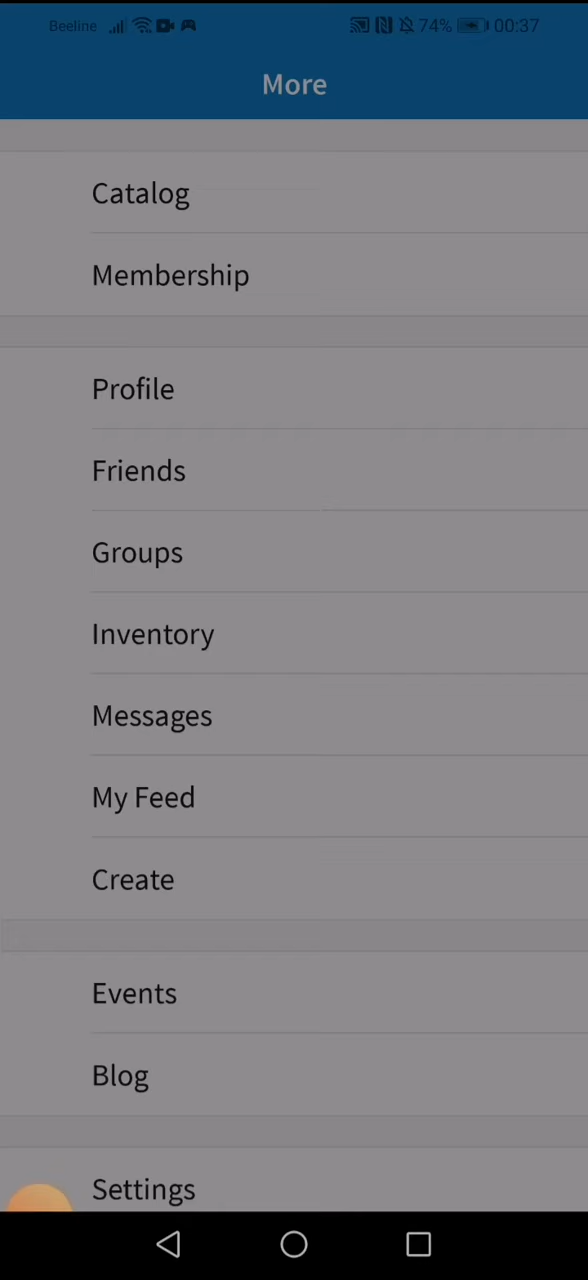 Beeline 74% 00:37
More
Catalog
Membership
Profile
Friends
Groups
Inventory
Messages
My Feed
Create
Events
Blog
Settings